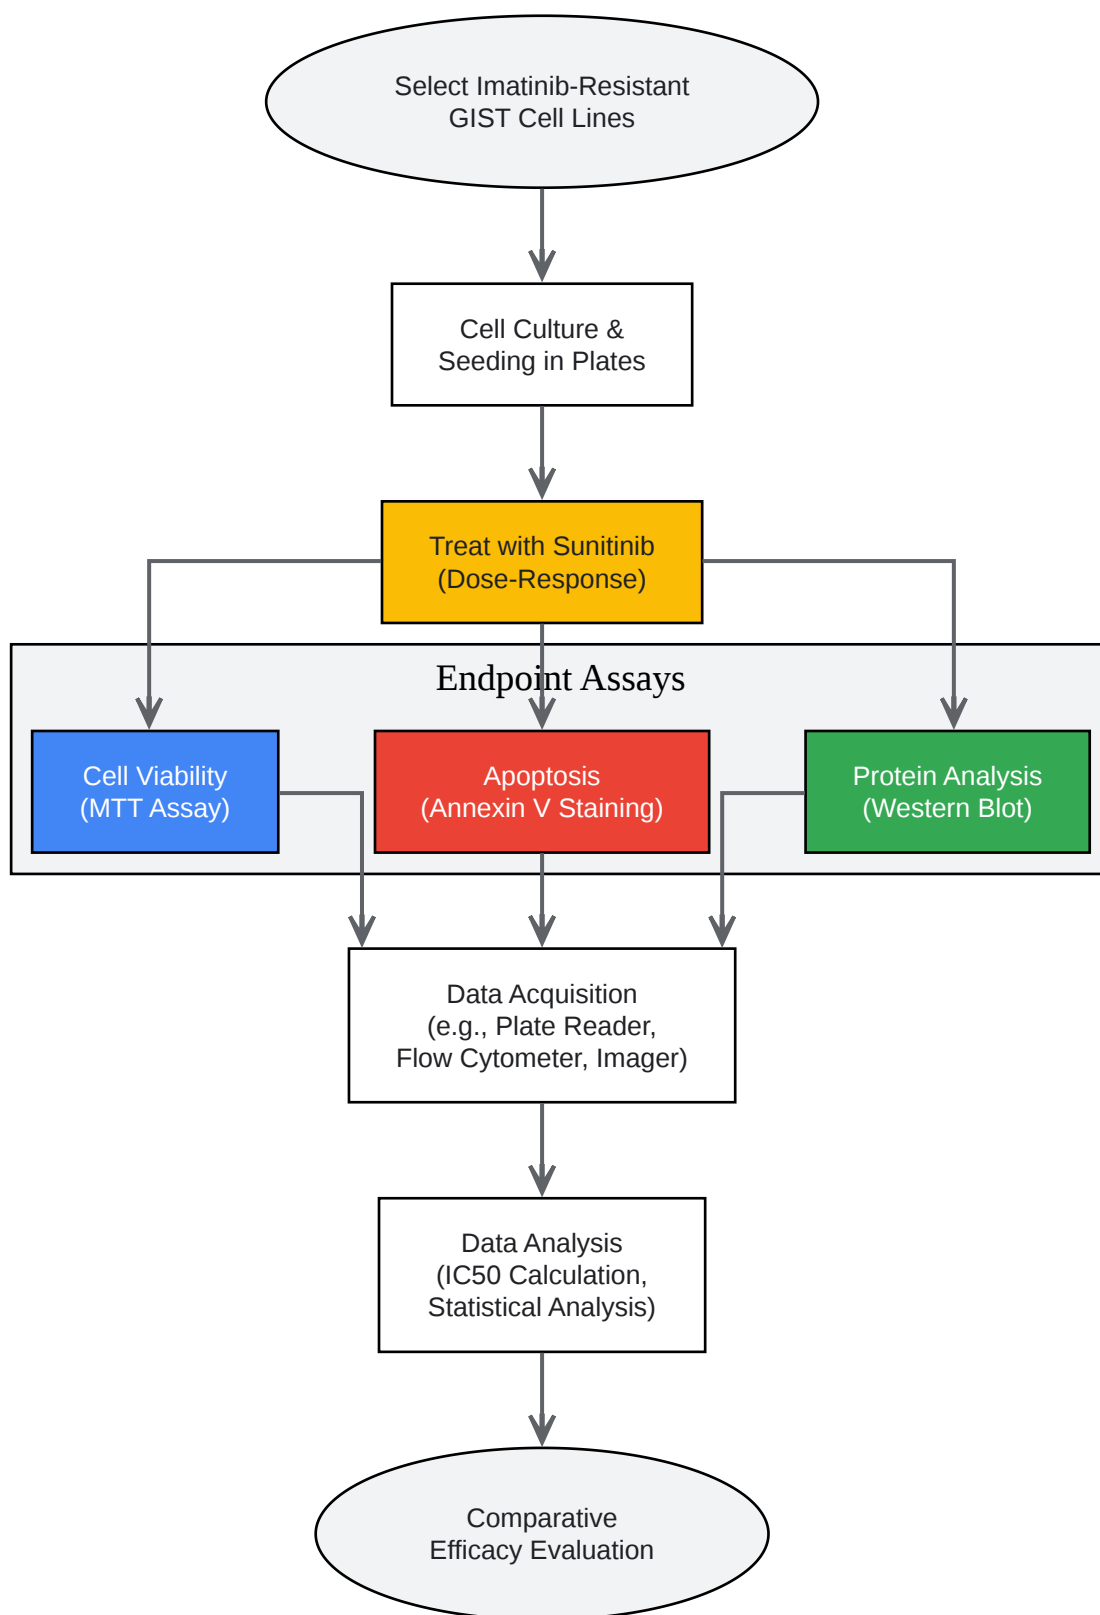 Select Imatinib-Resistant
GIST Cell Lines
Cell Culture &
Seeding in Plates
Treat with Sunitinib
(Dose-Response)
Endpoint Assays
Cell Viability
(MTT Assay)
Apoptosis
(Annexin V Staining)
Protein Analysis
(Western Blot)
Data Acquisition
(e.g., Plate Reader,
Flow Cytometer, Imager)
Data Analysis
(IC50 Calculation,
Statistical Analysis)
Comparative
Efficacy Evaluation